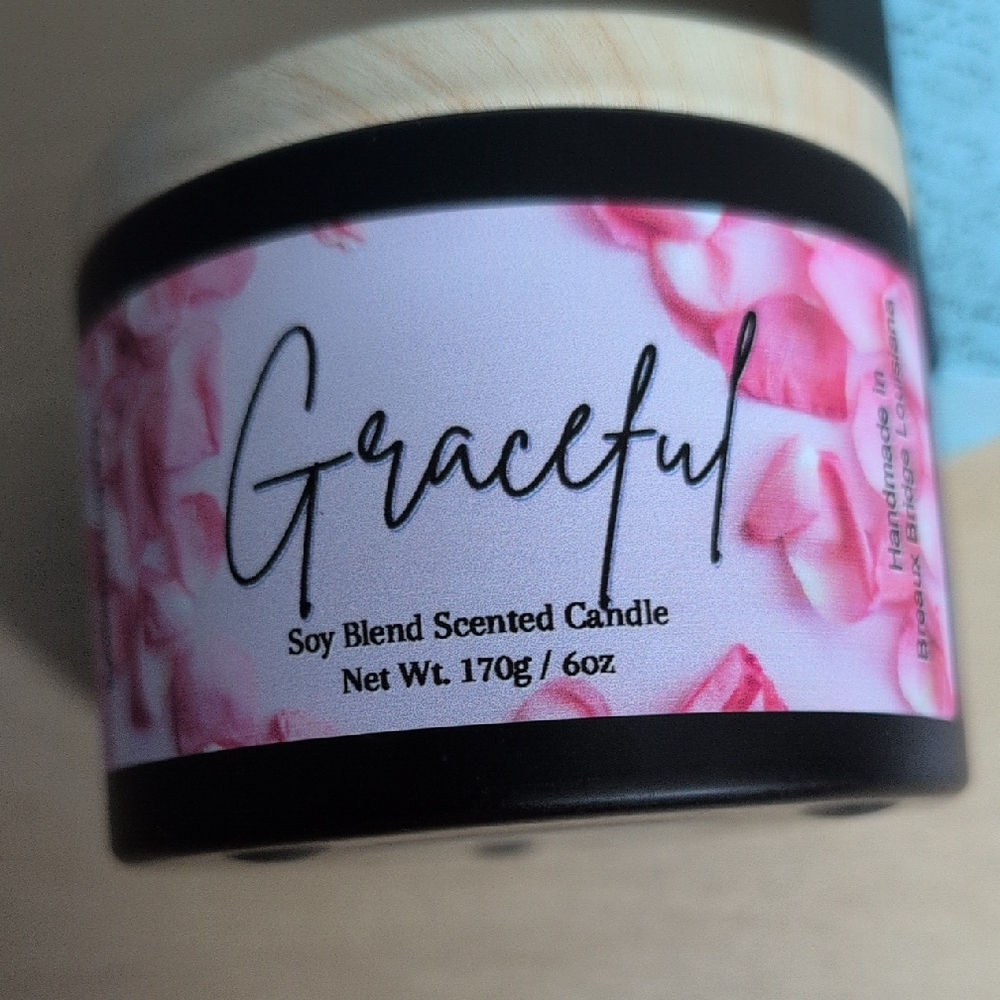 Graceful
Soy Blend Scented Candle
Net Wt. 170g / 6oz
Handmade in
Breaux Bridge Louisiana